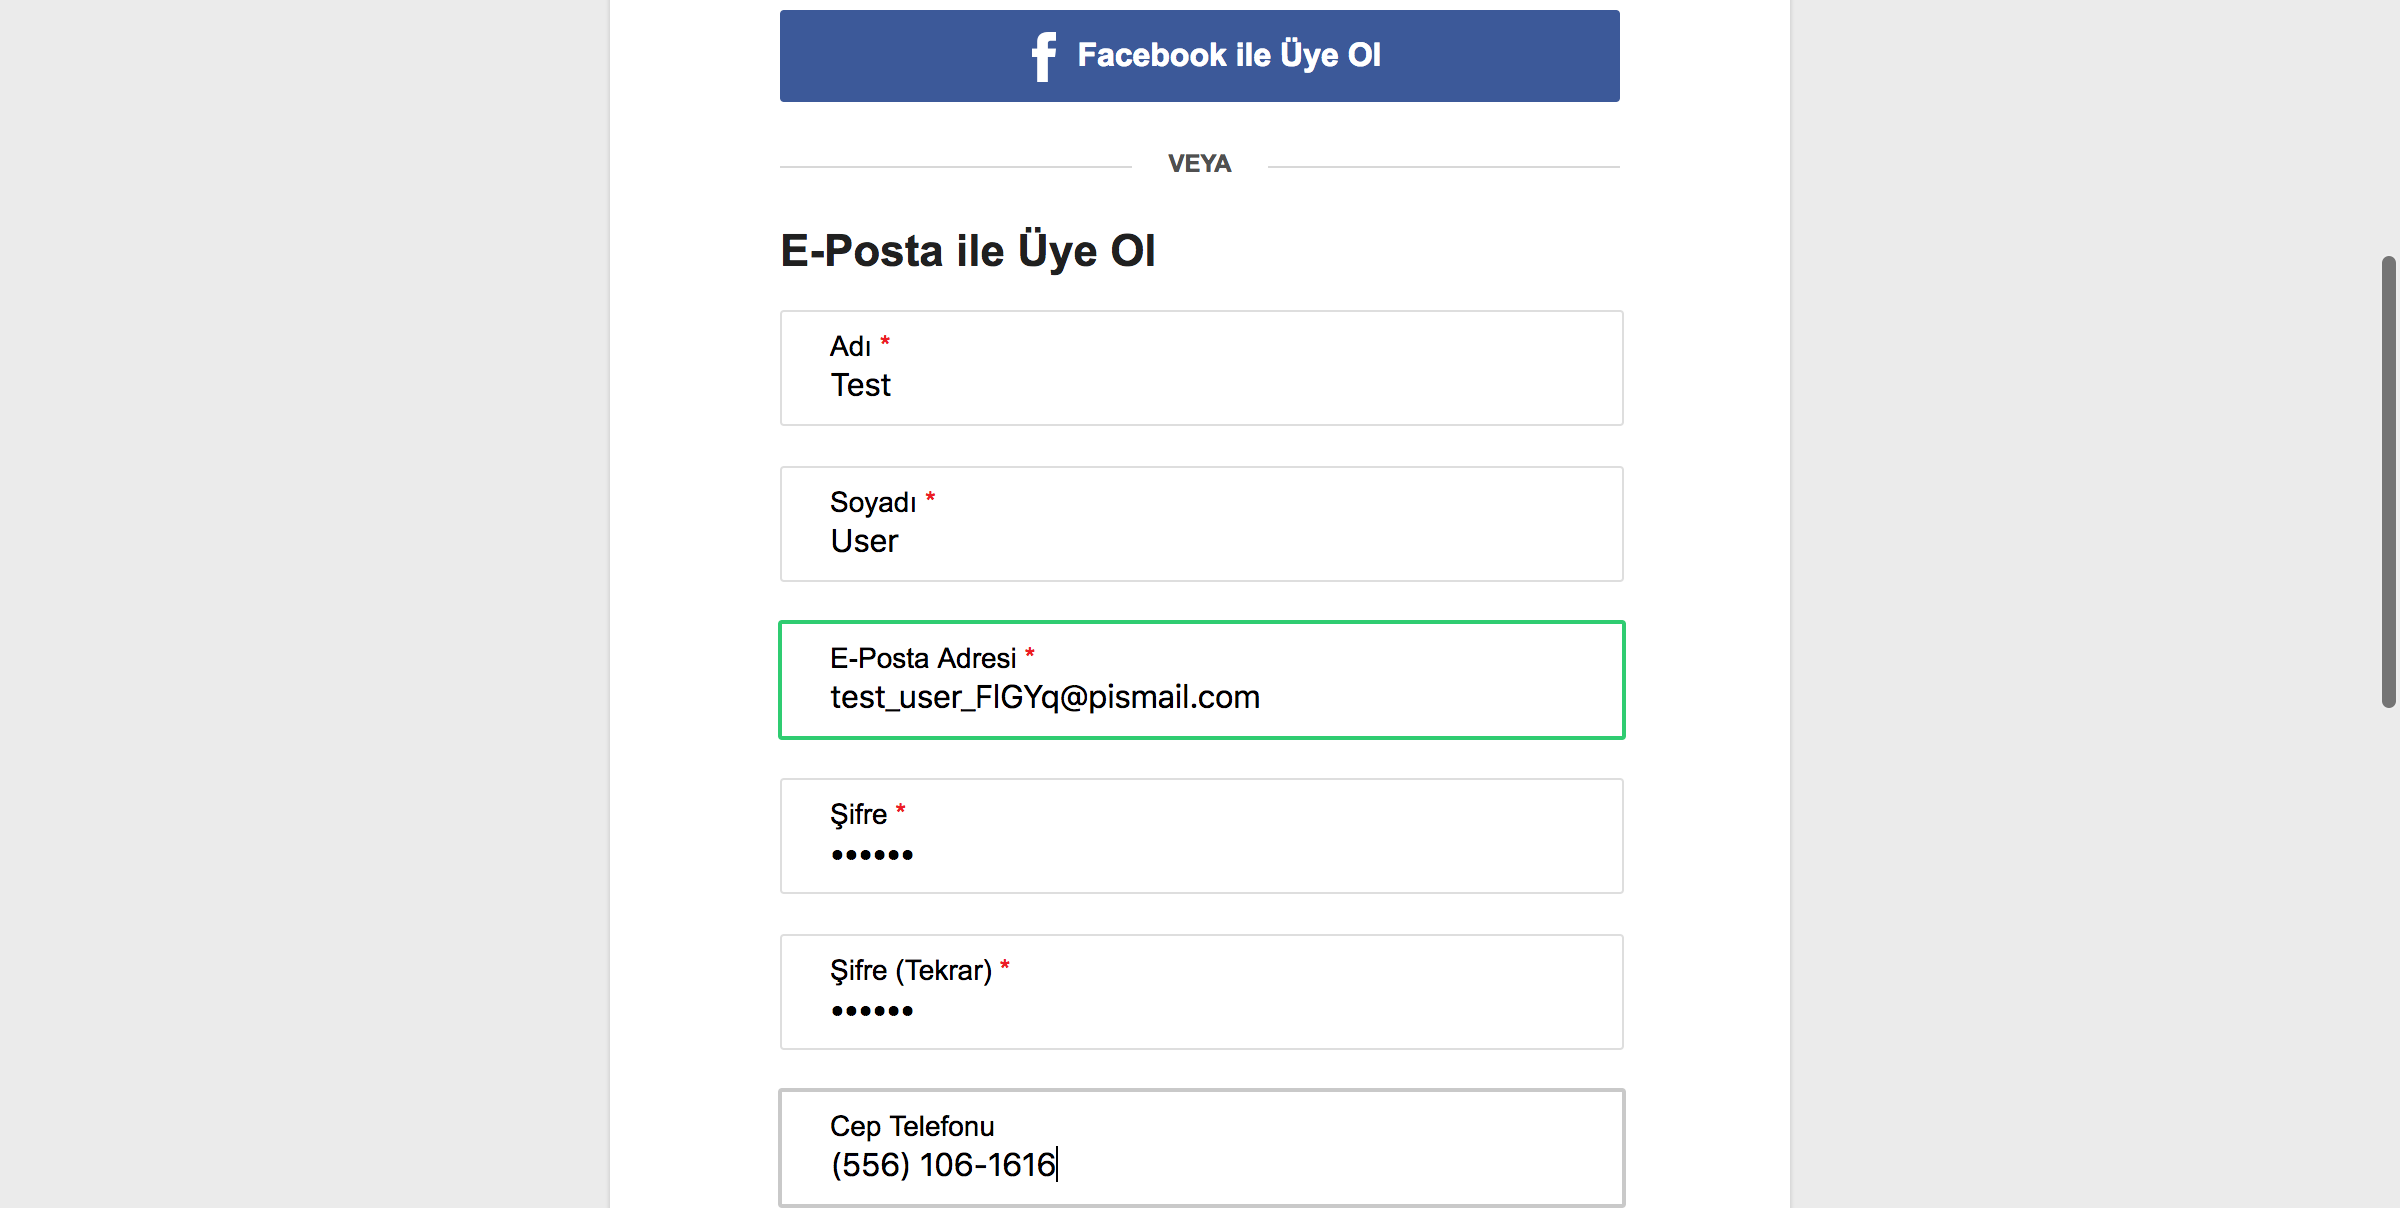 Facebook ile Üye Ol
VEYA
E-Posta ile Üye Ol
Adı *
Test
Soyadı *
User
E-Posta Adresi *
test_user_FlGYq@pismail.com
Şifre *
••••••
Şifre (Tekrar) *
••••••
Cep Telefonu
(556) 106-1616